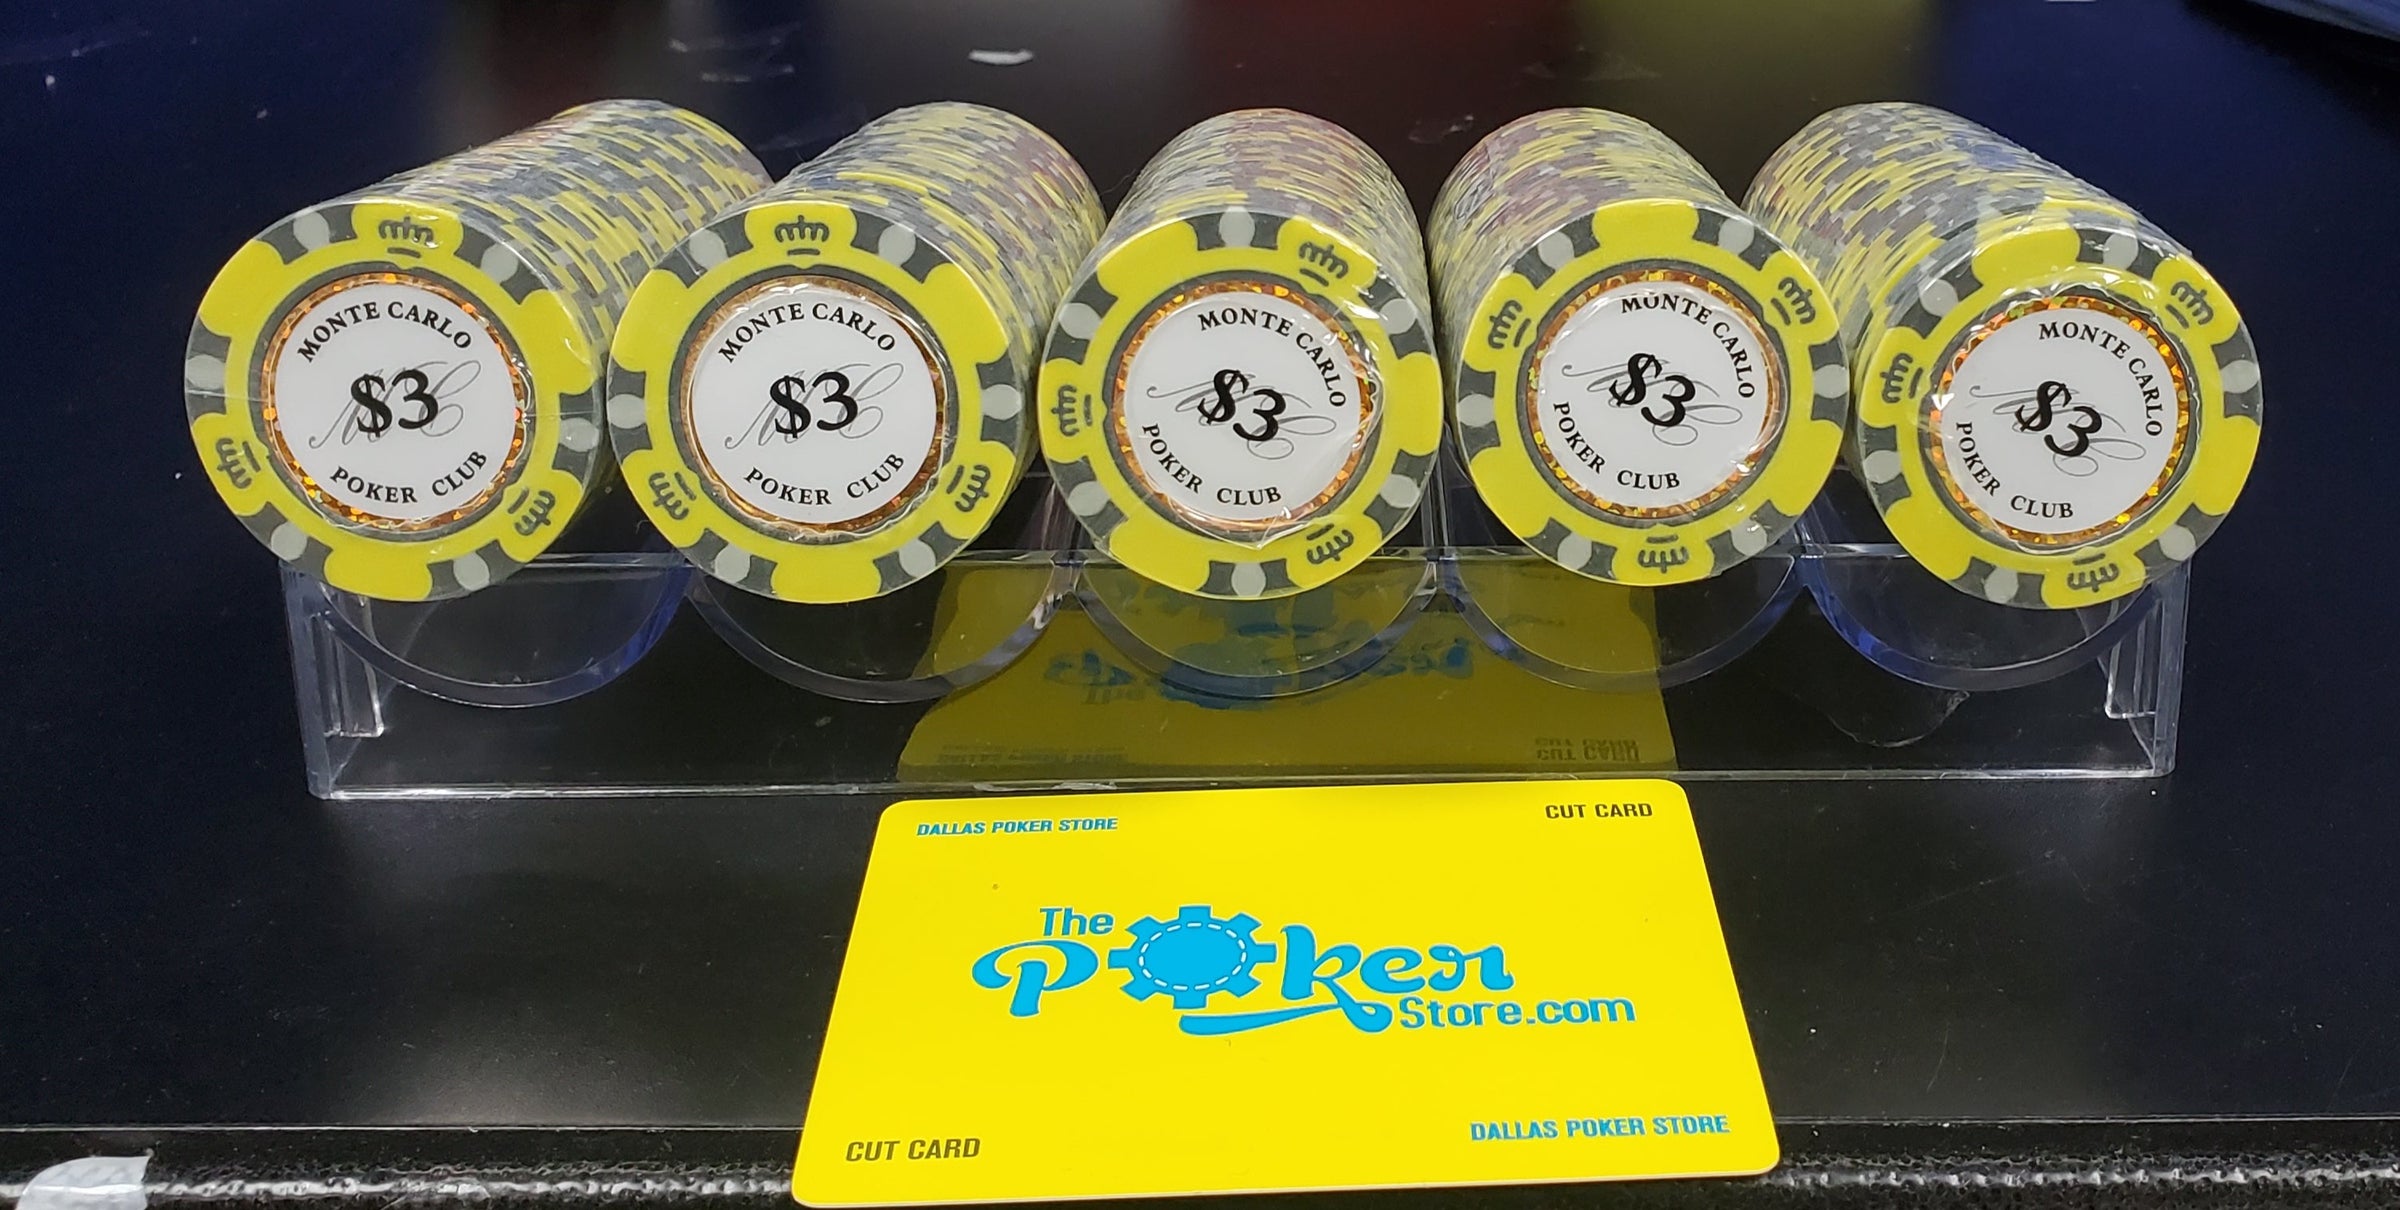 MONTE CARLO
$3
POKER CLUB
MONTE CARLO
$3
POKER CLUB
MONTE CARLO
$3
POKER CLUB
MONTE CARLO
$3
POKER CLUB
MONTE CARLO
$3
POKER CLUB
DALLAS POKER STORE
CUT CARD
The
Poker
Store.com
CUT CARD
DALLAS POKER STORE